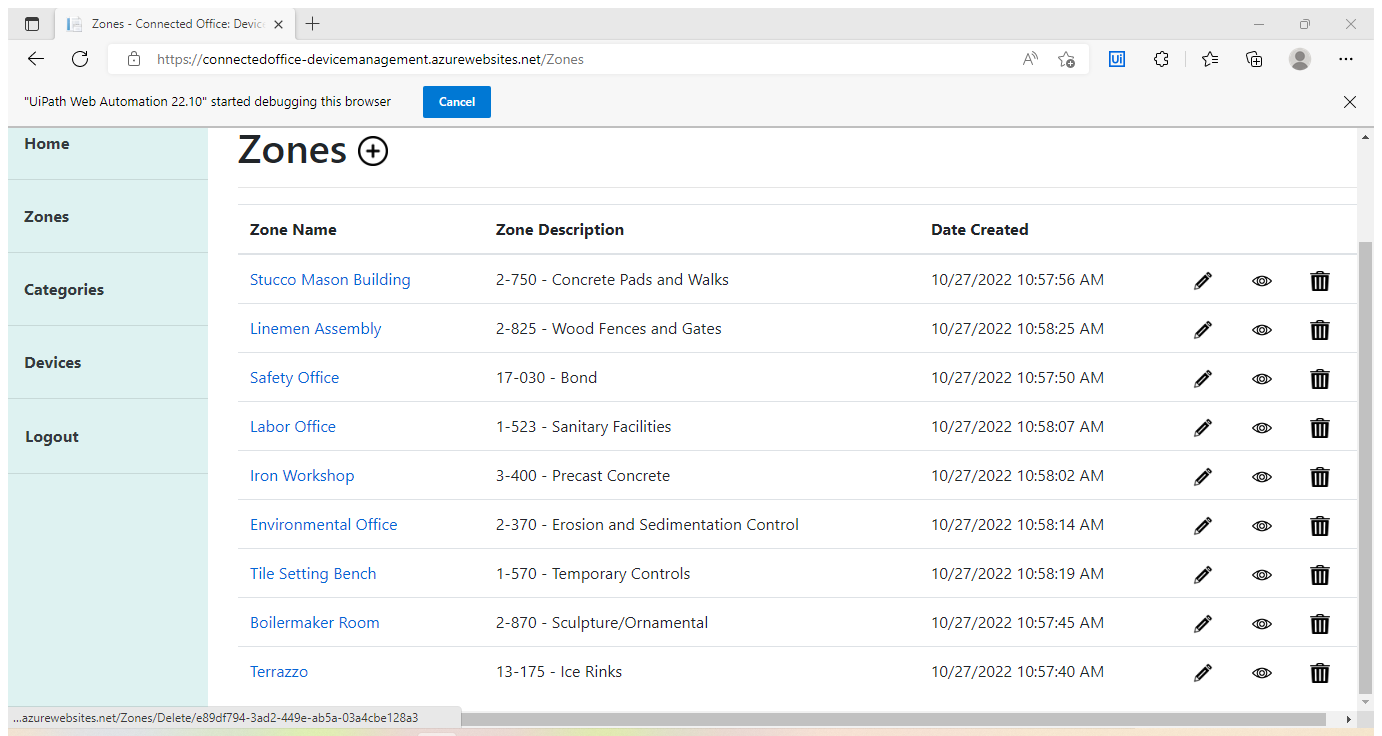 Zones - Connected Office: Device
https://connectedoffice-devicemanagement.azurewebsites.net/Zones
"UiPath Web Automation 22.10" started debugging this browser Cancel
Home
Zones
Categories
Devices
Logout
Zones
Zone Name Zone Description Date Created
Stucco Mason Building 2-750 - Concrete Pads and Walks 10/27/2022 10:57:56 AM
Linemen Assembly 2-825 - Wood Fences and Gates 10/27/2022 10:58:25 AM
Safety Office 17-030 - Bond 10/27/2022 10:57:50 AM
Labor Office 1-523 - Sanitary Facilities 10/27/2022 10:58:07 AM
Iron Workshop 3-400 - Precast Concrete 10/27/2022 10:58:02 AM
Environmental Office 2-370 - Erosion and Sedimentation Control 10/27/2022 10:58:14 AM
Tile Setting Bench 1-570 - Temporary Controls 10/27/2022 10:58:19 AM
Boilermaker Room 2-870 - Sculpture/Ornamental 10/27/2022 10:57:45 AM
Terrazzo 13-175 - Ice Rinks 10/27/2022 10:57:40 AM
...azurewebsites.net/Zones/Delete/e89df794-3ad2-449e-ab5a-03a4cbe128a3